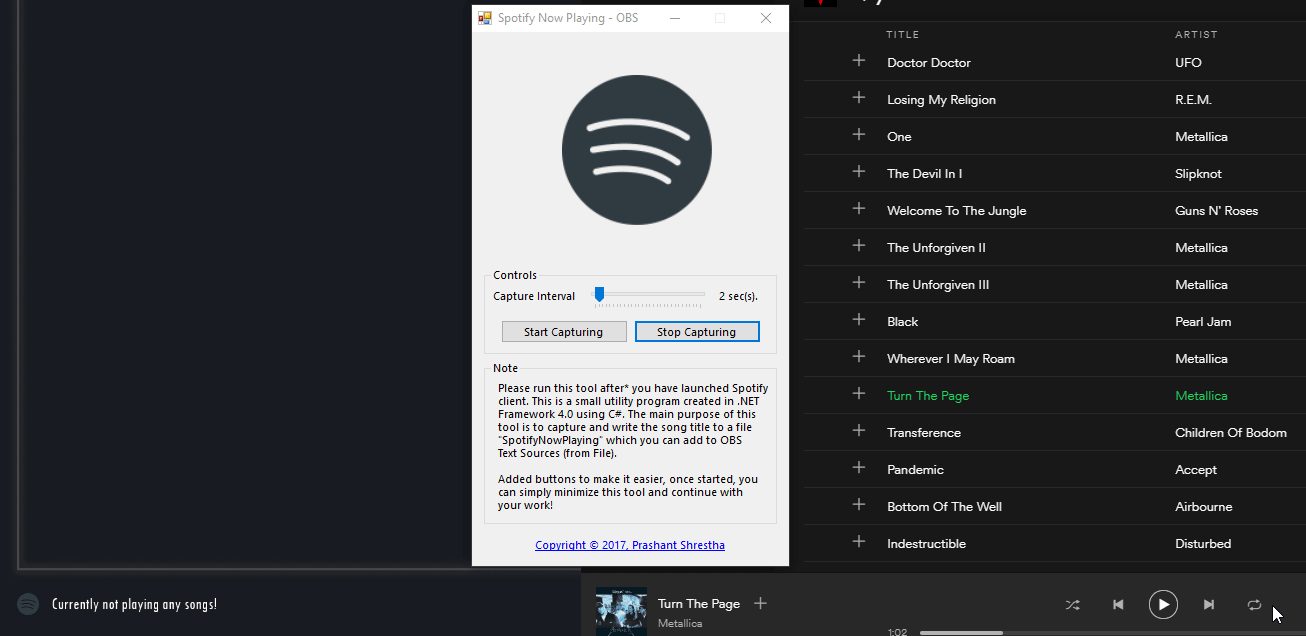 Spotify Now Playing - OBS
Controls
Capture Interval 2 sec(s).
Start Capturing Stop Capturing
Note
Please run this tool after* you have launched Spotify
client. This is a small utility program created in .NET
Framework 4.0 using C#. The main purpose of this
tool is to capture and write the song title to a file
"SpotifyNowPlaying" which you can add to OBS
Text Sources (from File).
Added buttons to make it easier, once started, you
can simply minimize this tool and continue with
your work!
Copyright © 2017, Prashant Shrestha
TITLE ARTIST
Doctor Doctor UFO
Losing My Religion R.E.M.
One Metallica
The Devil In I Slipknot
Welcome To The Jungle Guns N' Roses
The Unforgiven II Metallica
The Unforgiven III Metallica
Black Pearl Jam
Wherever I May Roam Metallica
Turn The Page Metallica
Transference Children Of Bodom
Pandemic Accept
Bottom Of The Well Airbourne
Indestructible Disturbed
Currently not playing any songs!
Turn The Page
Metallica
1:02